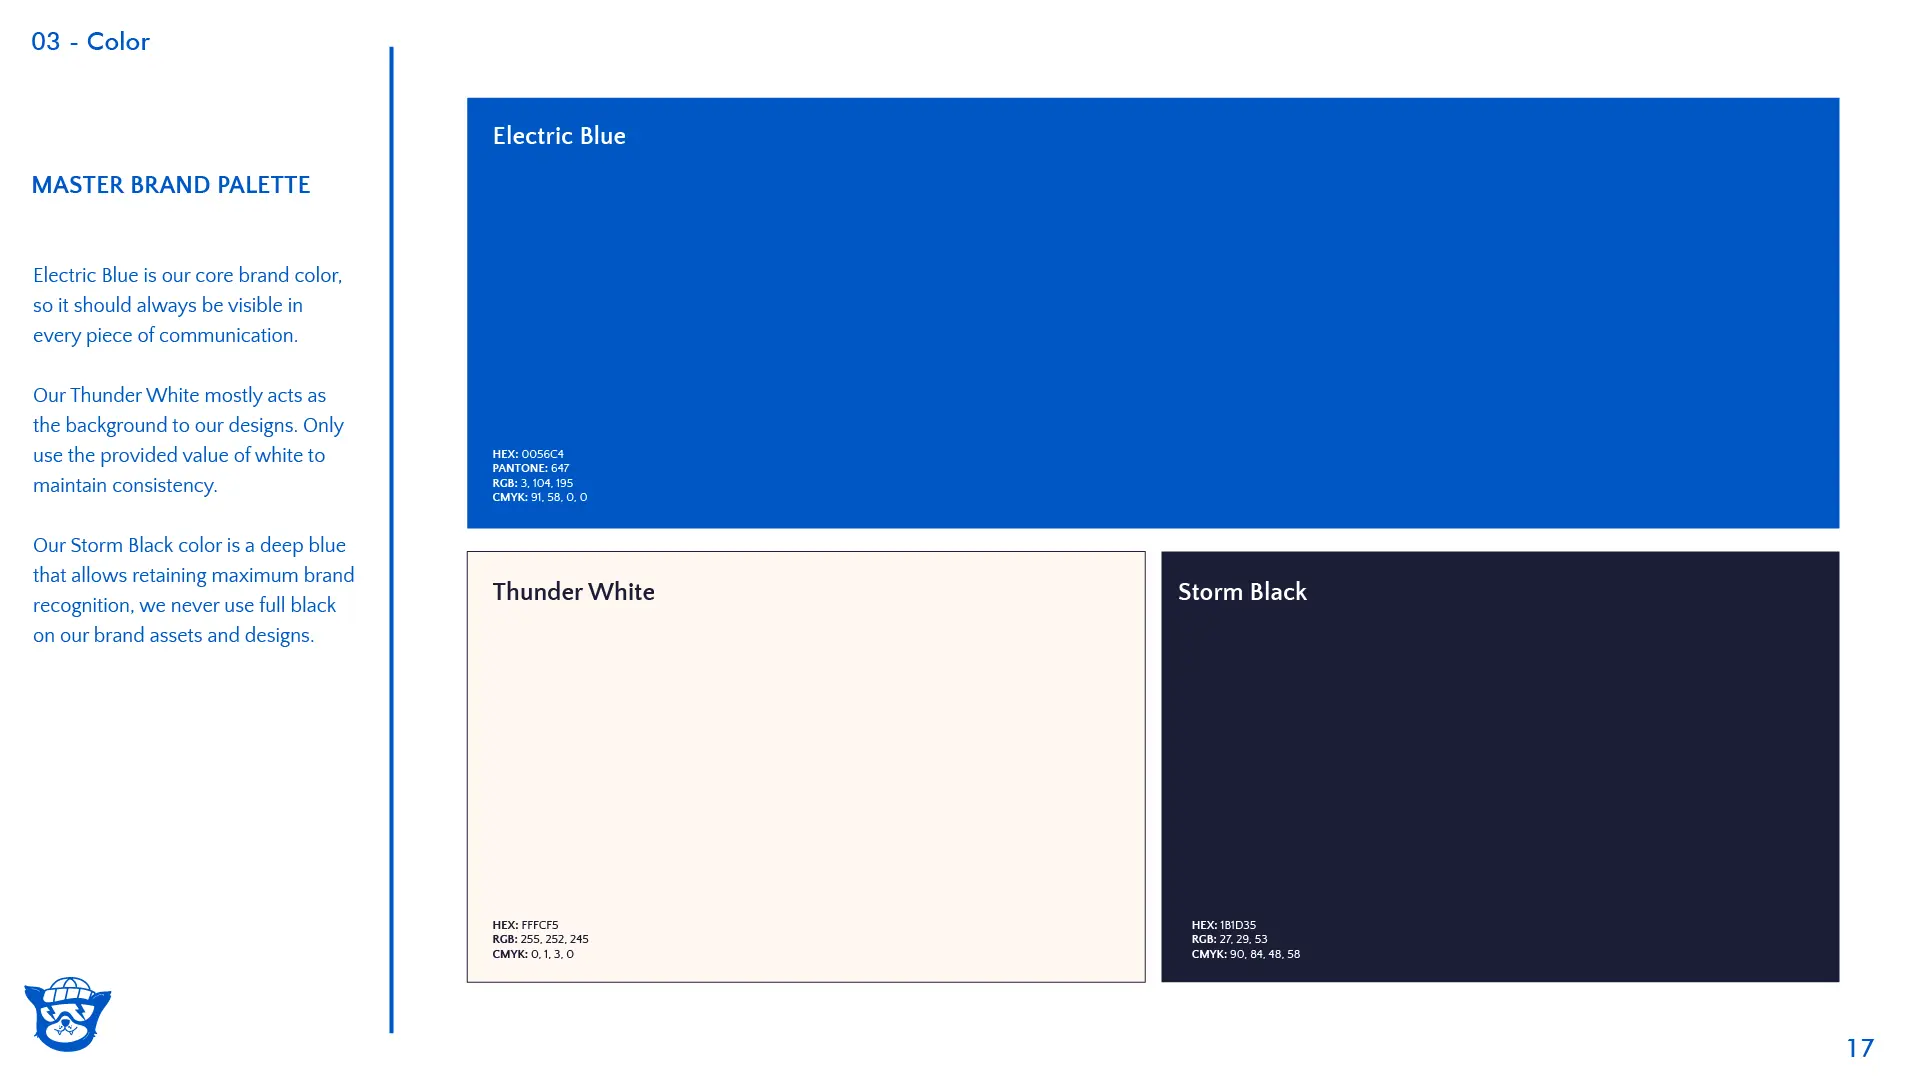 03 - Color
MASTER BRAND PALETTE
Electric Blue is our core brand color,
so it should always be visible in
every piece of communication.
Our Thunder White mostly acts as
the background to our designs. Only
use the provided value of white to
maintain consistency.
Our Storm Black color is a deep blue
that allows retaining maximum brand
recognition, we never use full black
on our brand assets and designs.
Electric Blue
HEX: 0056C4
PANTONE: 647
RGB: 3, 104, 195
CMYK: 91, 58, 0, 0
Thunder White
HEX: FFFCF5
RGB: 255, 252, 245
CMYK: 0, 1, 3, 0
Storm Black
HEX: 1B1D35
RGB: 27, 29, 53
CMYK: 90, 84, 48, 58
17